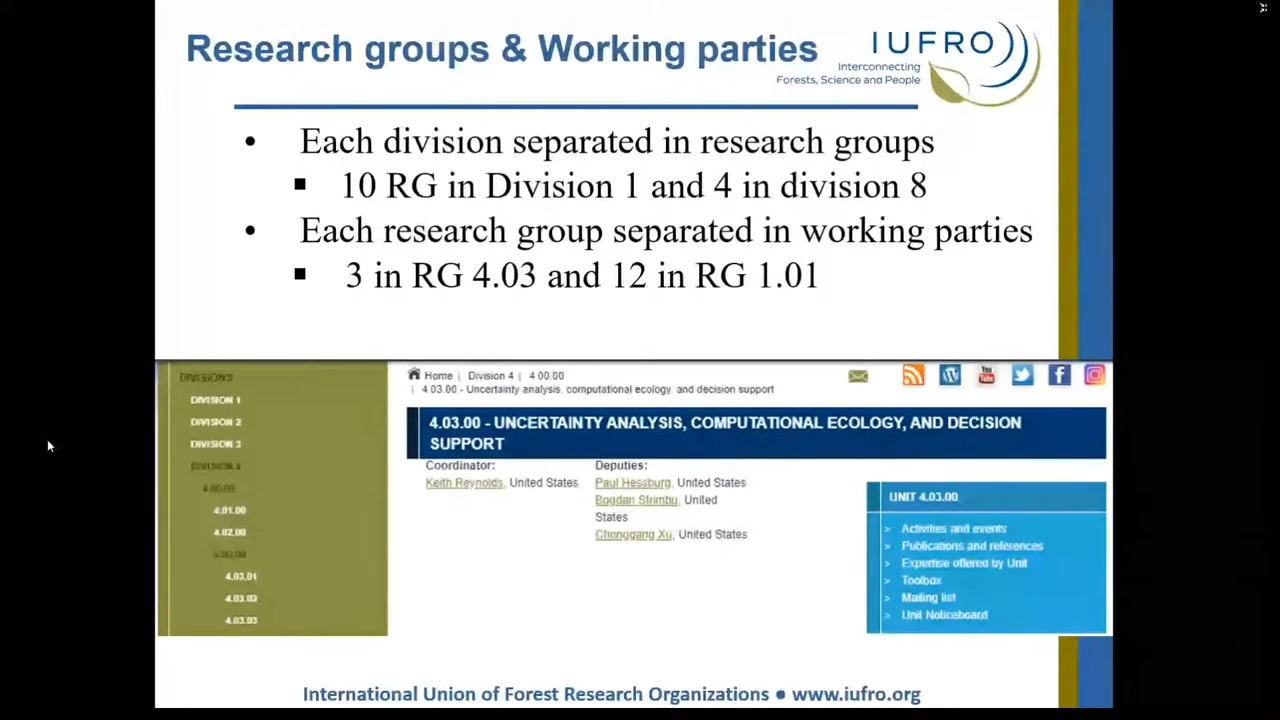 Research groups & Working parties
IUFRO
Interconnecting
Forests, Science and People
• Each division separated in research groups
▪ 10 RG in Division 1 and 4 in division 8
• Each research group separated in working parties
▪ 3 in RG 4.03 and 12 in RG 1.01
DIVISIONS
DIVISION 1
DIVISION 2
DIVISION 3
DIVISION 4
4.00.00
4.01.00
4.02.00
4.03.00
4.03.01
4.03.02
4.03.03
Home | Division 4 | 4.00.00
| 4.03.00 - Uncertainty analysis, computational ecology, and decision support
You
4.03.00 - UNCERTAINTY ANALYSIS, COMPUTATIONAL ECOLOGY, AND DECISION
SUPPORT
Coordinator:
Keith Reynolds, United States
Deputies:
Paul Hessburg, United States
Bogdan Strimbu, United
States
Chonggang Xu, United States
UNIT 4.03.00
> Activities and events
> Publications and references
> Expertise offered by Unit
> Toolbox
> Mailing list
> Unit Noticeboard
International Union of Forest Research Organizations ● www.iufro.org